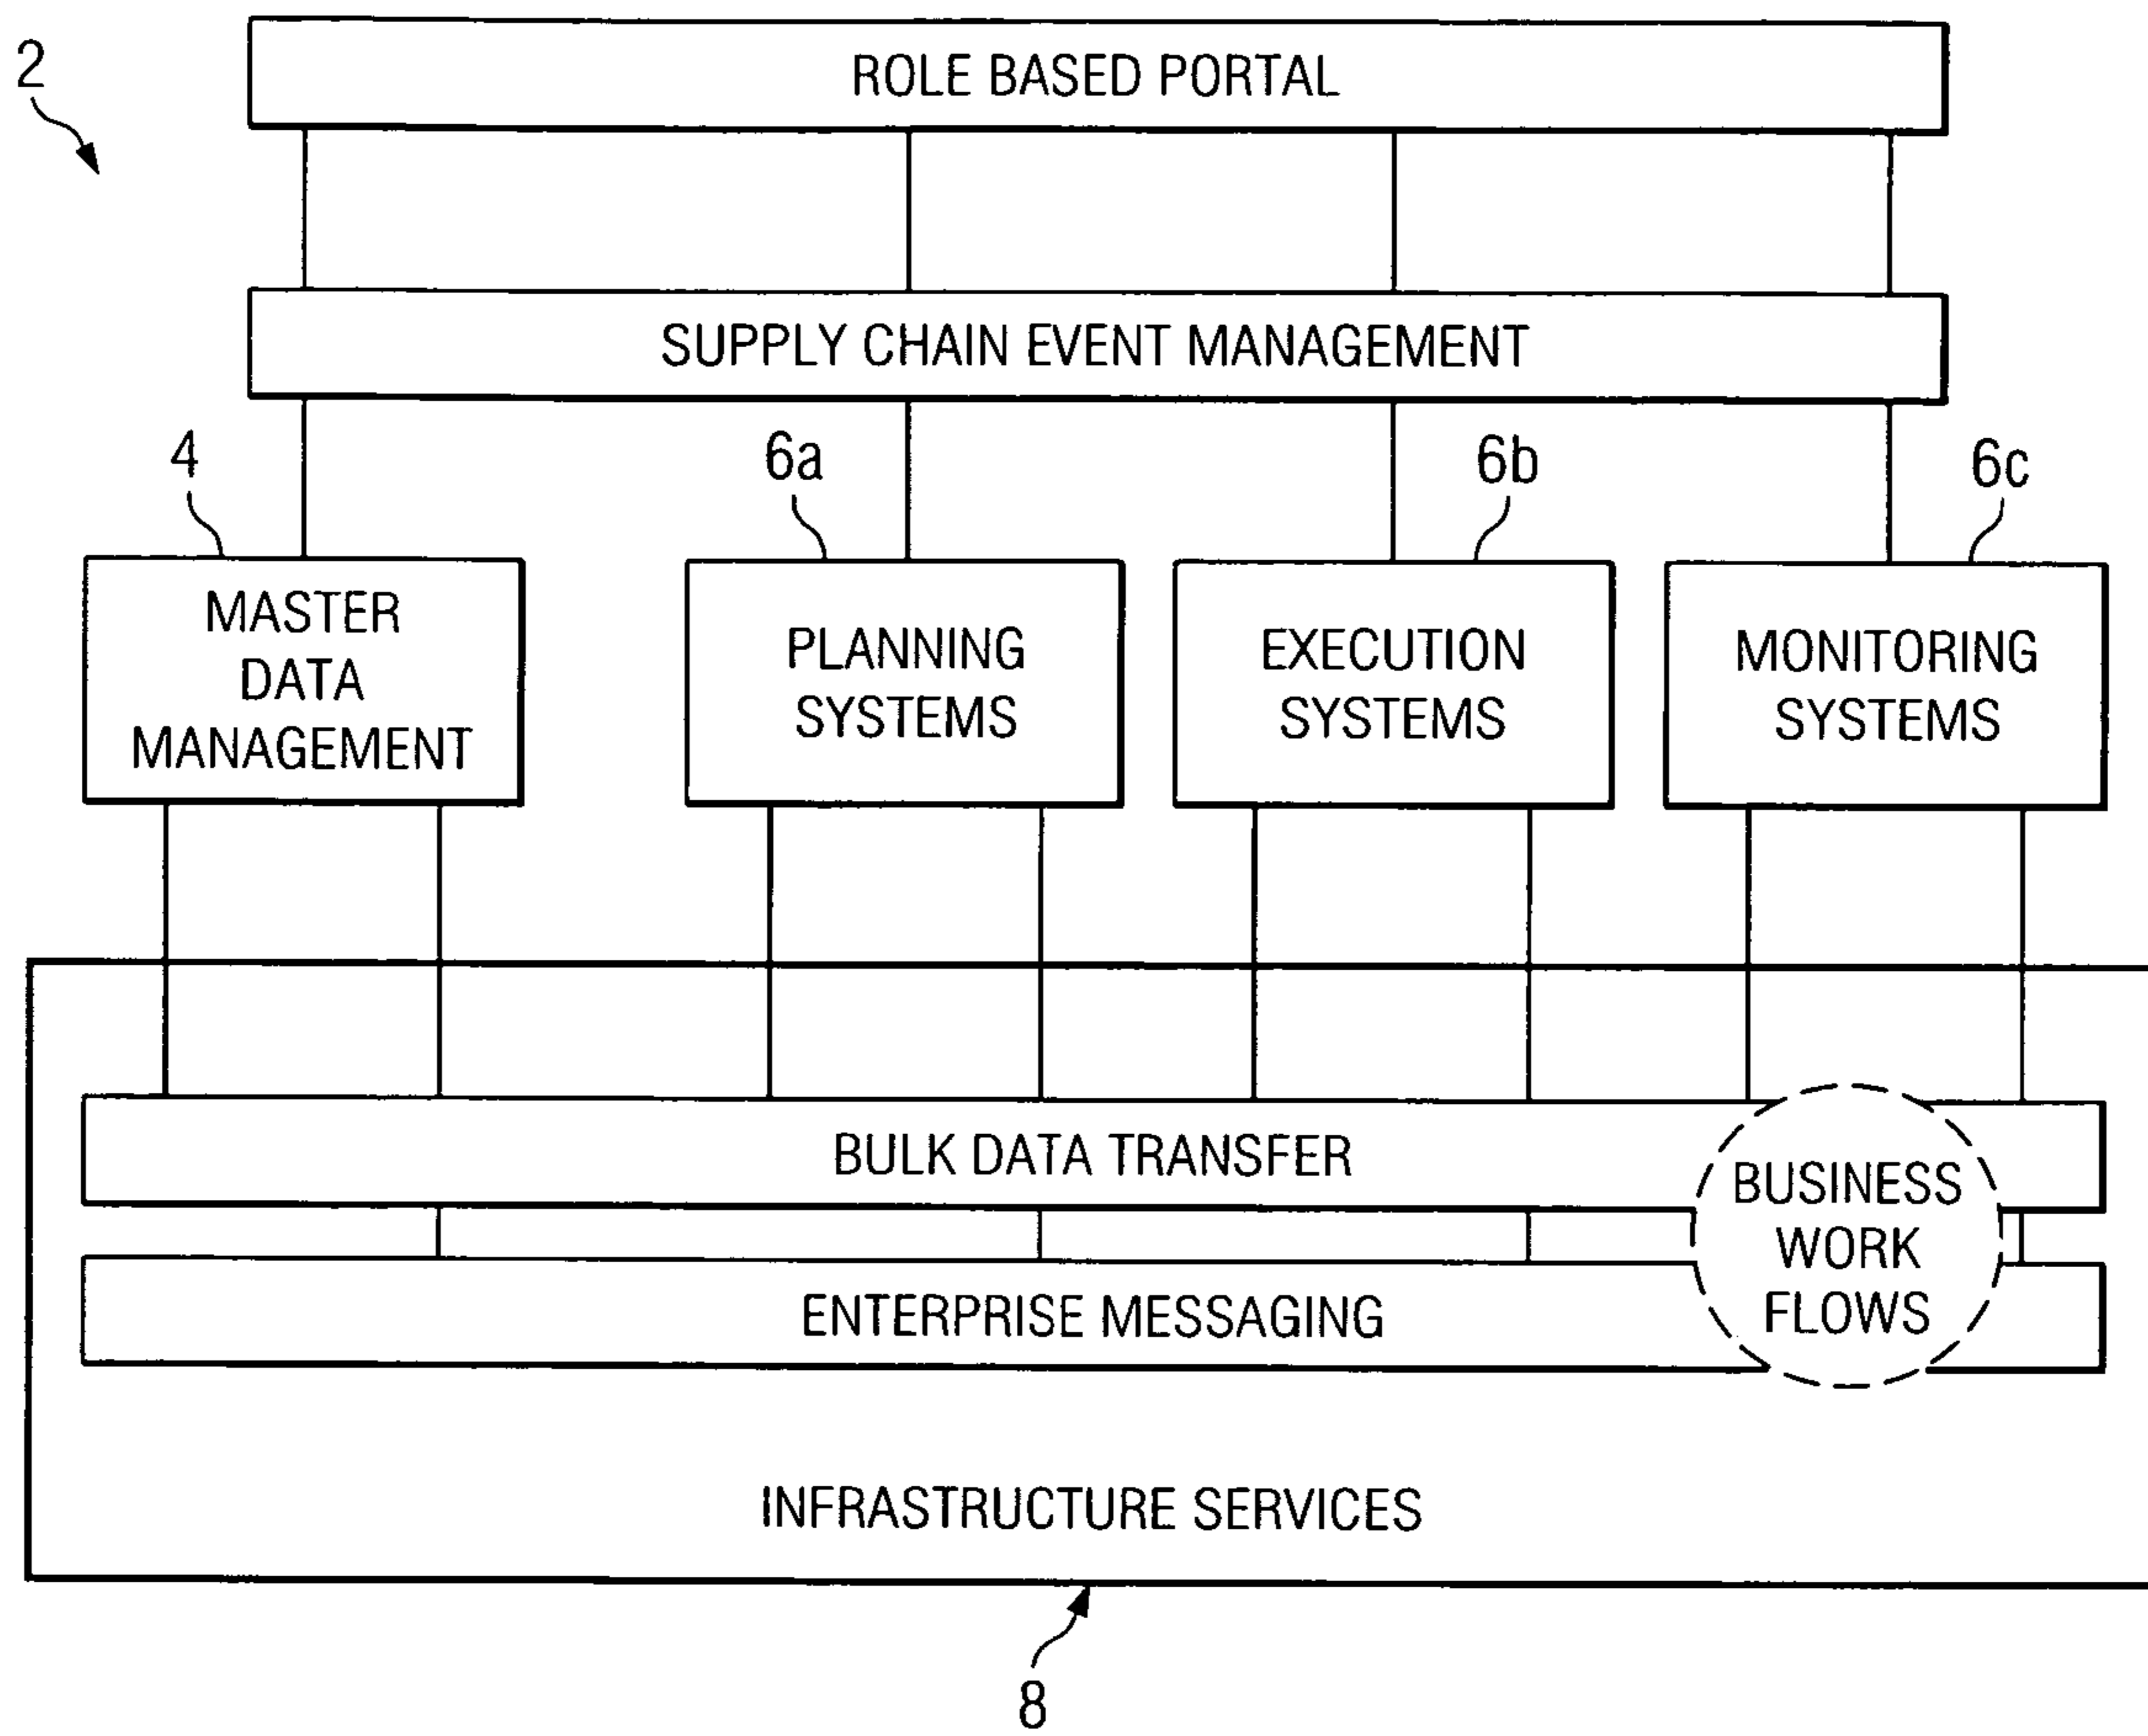 2
ROLE BASED PORTAL
SUPPLY CHAIN EVENT MANAGEMENT
4
6a
6b
6c
MASTER
DATA
MANAGEMENT
PLANNING
SYSTEMS
EXECUTION
SYSTEMS
MONITORING
SYSTEMS
BULK DATA TRANSFER
BUSINESS
WORK
FLOWS
ENTERPRISE MESSAGING
INFRASTRUCTURE SERVICES
8